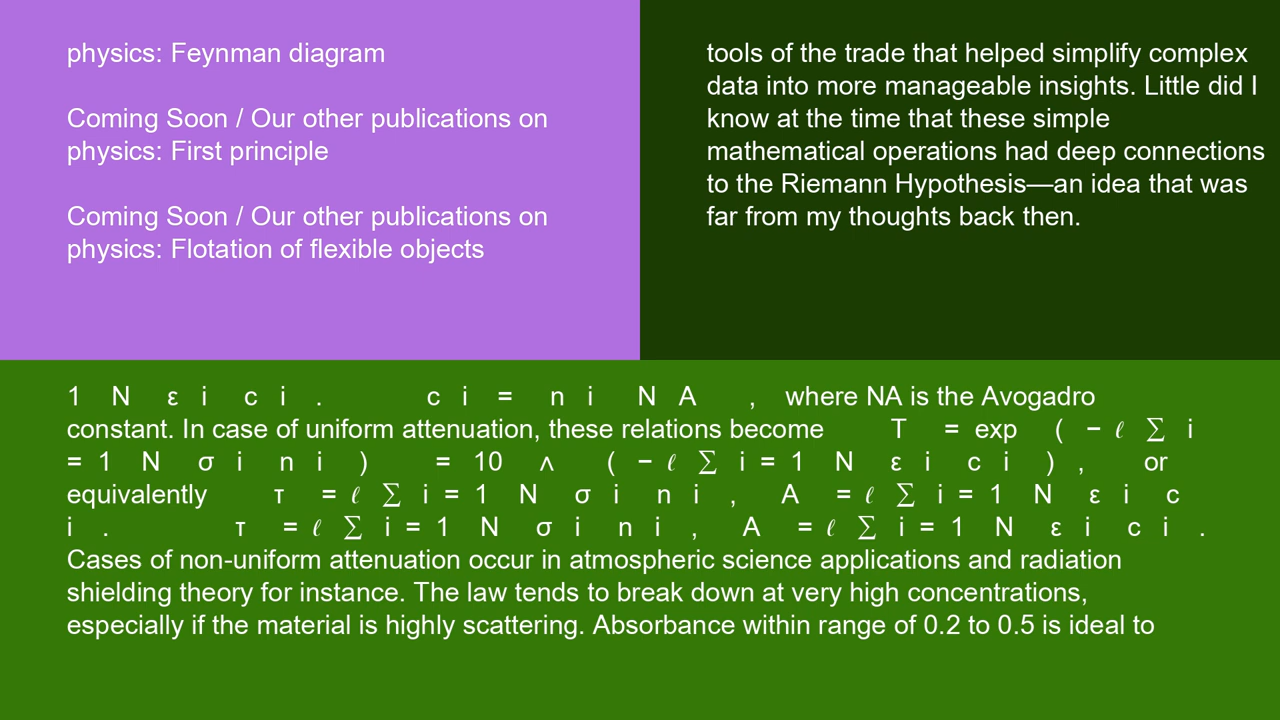 physics: Feynman diagram
Coming Soon / Our other publications on
physics: First principle
Coming Soon / Our other publications on
physics: Flotation of flexible objects
tools of the trade that helped simplify complex
data into more manageable insights. Little did I
know at the time that these simple
mathematical operations had deep connections
to the Riemann Hypothesis—an idea that was
far from my thoughts back then.
1 N ε i c i . c i = n i N A , where NA is the Avogadro
constant. In case of uniform attenuation, these relations become T = exp ( − ℓ ∑ i
= 1 N σ i n i ) = 10 ∧ ( − ℓ ∑ i = 1 N ε i c i ) , or
equivalently τ = ℓ ∑ i = 1 N σ i n i , A = ℓ ∑ i = 1 N ε i c
i . τ = ℓ ∑ i = 1 N σ i n i , A = ℓ ∑ i = 1 N ε i c i .
Cases of non-uniform attenuation occur in atmospheric science applications and radiation
shielding theory for instance. The law tends to break down at very high concentrations,
especially if the material is highly scattering. Absorbance within range of 0.2 to 0.5 is ideal to